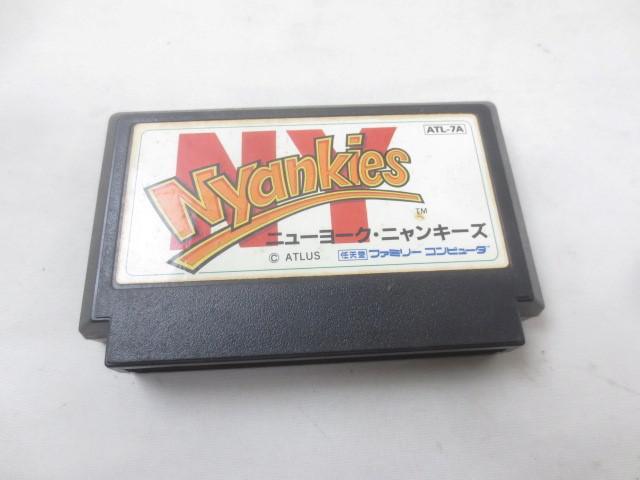 ATL-7A
NY
Nyankies
TM
ニューヨーク・ニャンキーズ
© ATLUS
任天堂 ファミリー コンピュータ